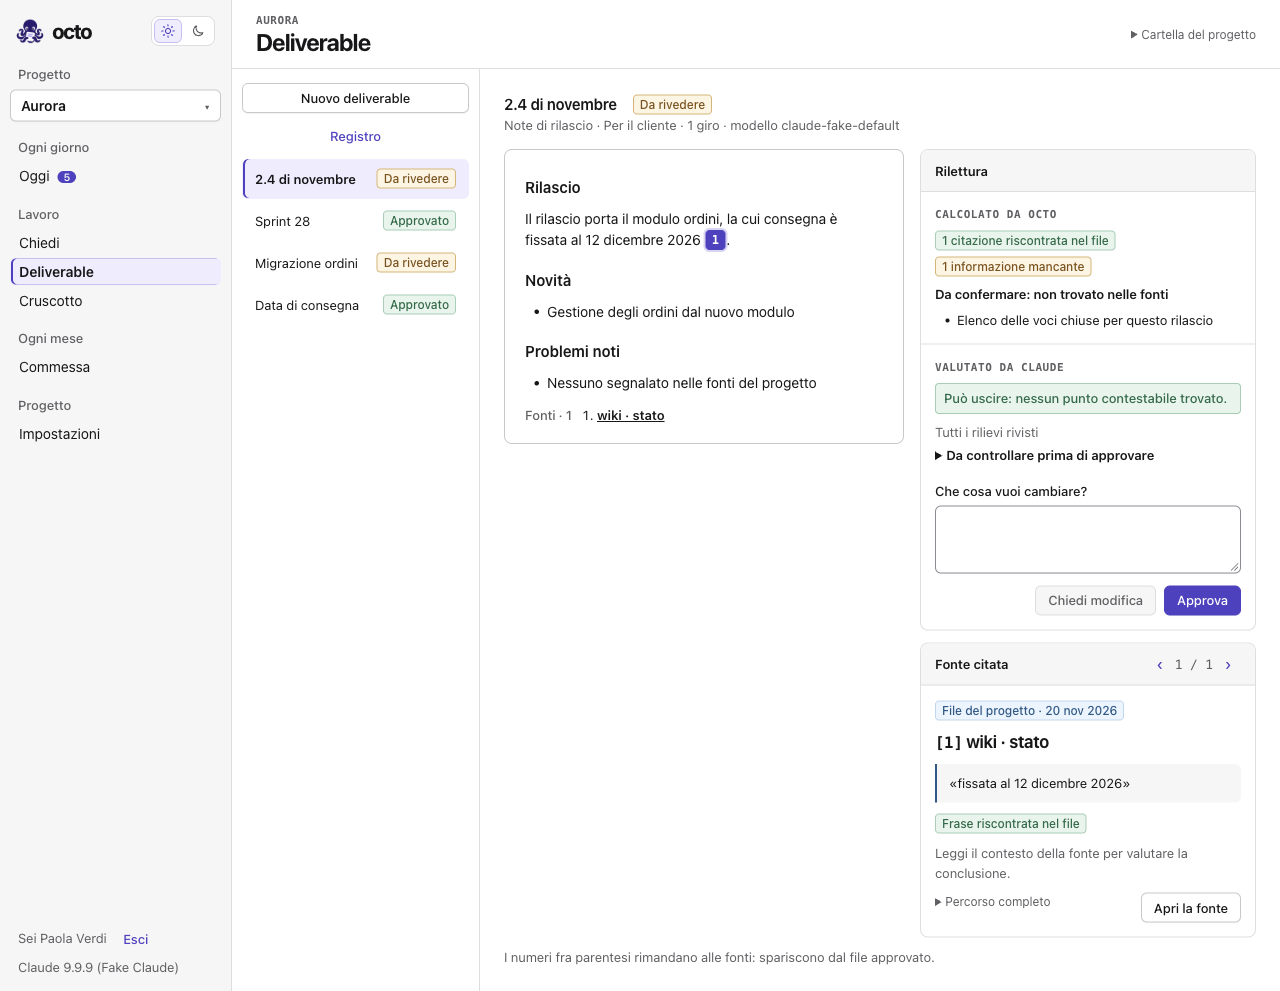 octo
Progetto
Aurora
Ogni giorno
Oggi 5
Lavoro
Chiedi
Deliverable
Cruscotto
Ogni mese
Commessa
Progetto
Impostazioni
Sei Paola Verdi Esci
Claude 9.9.9 (Fake Claude)
AURORA
Deliverable
Cartella del progetto
Nuovo deliverable
Registro
2.4 di novembre Da rivedere
Sprint 28 Approvato
Migrazione ordini Da rivedere
Data di consegna Approvato
2.4 di novembre Da rivedere
Note di rilascio · Per il cliente · 1 giro · modello claude-fake-default
Rilascio
Il rilascio porta il modulo ordini, la cui consegna è
fissata al 12 dicembre 2026 1.
Novità
• Gestione degli ordini dal nuovo modulo
Problemi noti
• Nessuno segnalato nelle fonti del progetto
Fonti · 1 1. wiki · stato
Rilettura
CALCOLATO DA OCTO
1 citazione riscontrata nel file
1 informazione mancante
Da confermare: non trovato nelle fonti
• Elenco delle voci chiuse per questo rilascio
VALUTATO DA CLAUDE
Può uscire: nessun punto contestabile trovato.
Tutti i rilievi rivisti
Da controllare prima di approvare
Che cosa vuoi cambiare?
Chiedi modifica Approva
Fonte citata ‹ 1 / 1 ›
File del progetto · 20 nov 2026
[1] wiki · stato
«fissata al 12 dicembre 2026»
Frase riscontrata nel file
Leggi il contesto della fonte per valutare la
conclusione.
Percorso completo Apri la fonte
I numeri fra parentesi rimandano alle fonti: spariscono dal file approvato.